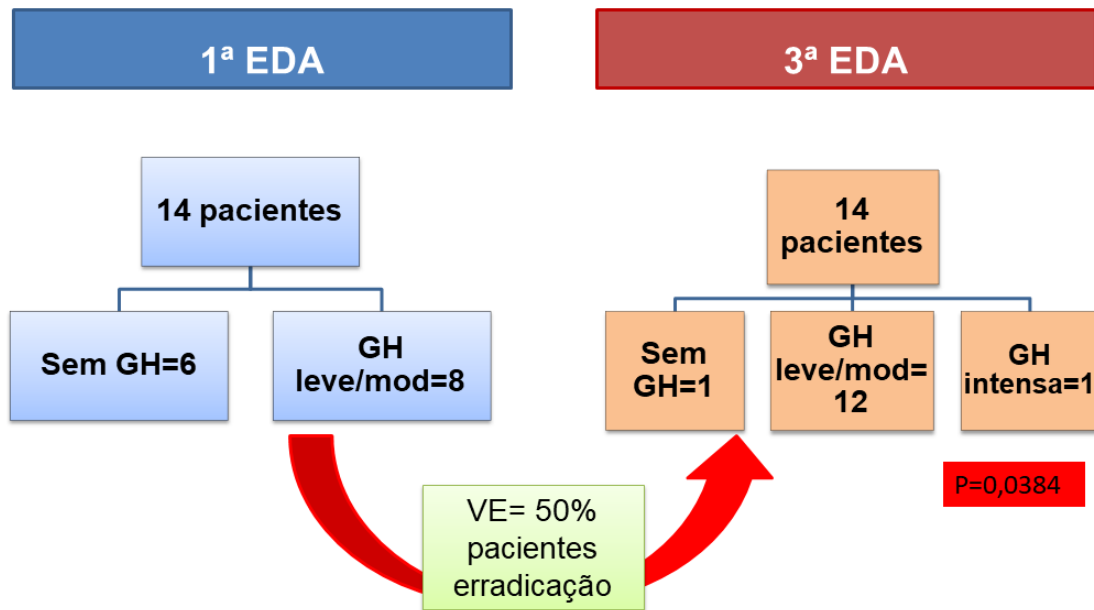 1ª EDA
3ª EDA
14 pacientes
Sem GH=6
GH
leve/mod=8
14
pacientes
Sem
GH=1
GH
leve/mod=
12
GH
intensa=1
P=0,0384
VE= 50%
pacientes
erradicação